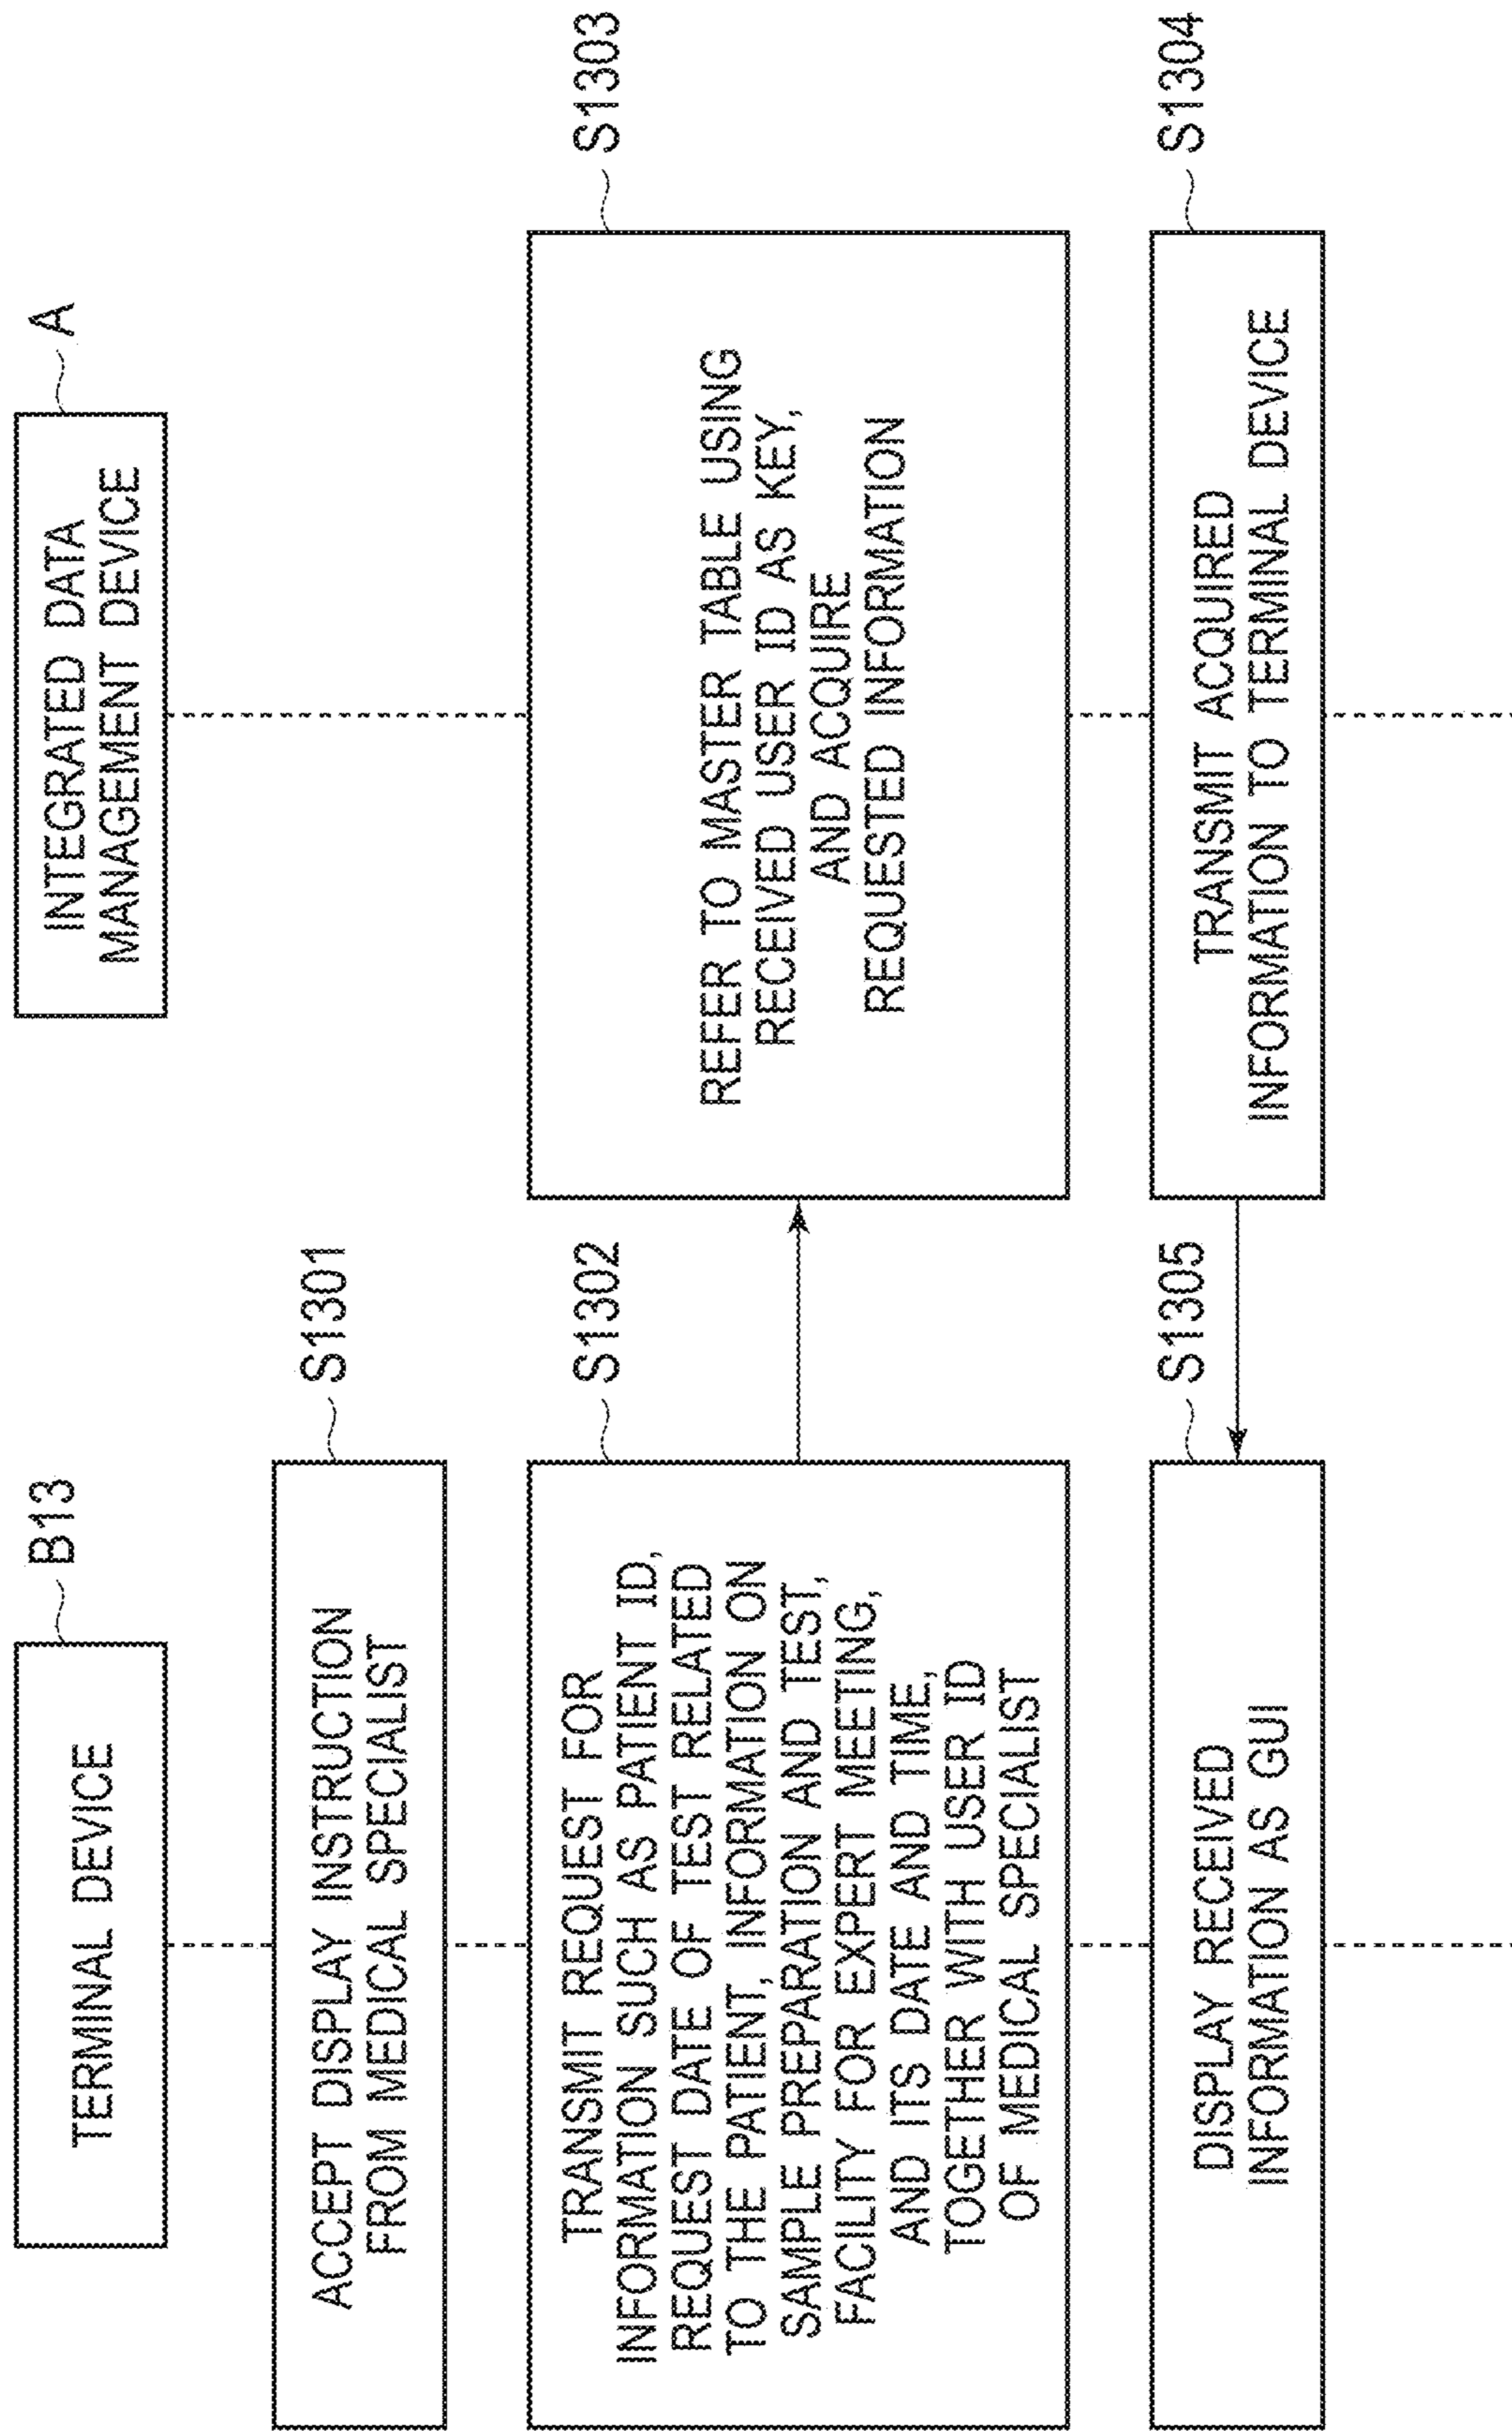 TERMINAL DEVICE
B13
INTEGRATED DATA
MANAGEMENT DEVICE
A
ACCEPT DISPLAY INSTRUCTION
FROM MEDICAL SPECIALIST
S1301
TRANSMIT REQUEST FOR
INFORMATION SUCH AS PATIENT ID,
REQUEST DATE OF TEST RELATED
TO THE PATIENT, INFORMATION ON
SAMPLE PREPARATION AND TEST,
FACILITY FOR EXPERT MEETING,
AND ITS DATE AND TIME,
TOGETHER WITH USER ID
OF MEDICAL SPECIALIST
S1302
REFER TO MASTER TABLE USING
RECEIVED USER ID AS KEY,
AND ACQUIRE
REQUESTED INFORMATION
S1303
TRANSMIT ACQUIRED
INFORMATION TO TERMINAL DEVICE
S1304
DISPLAY RECEIVED
INFORMATION AS GUI
S1305